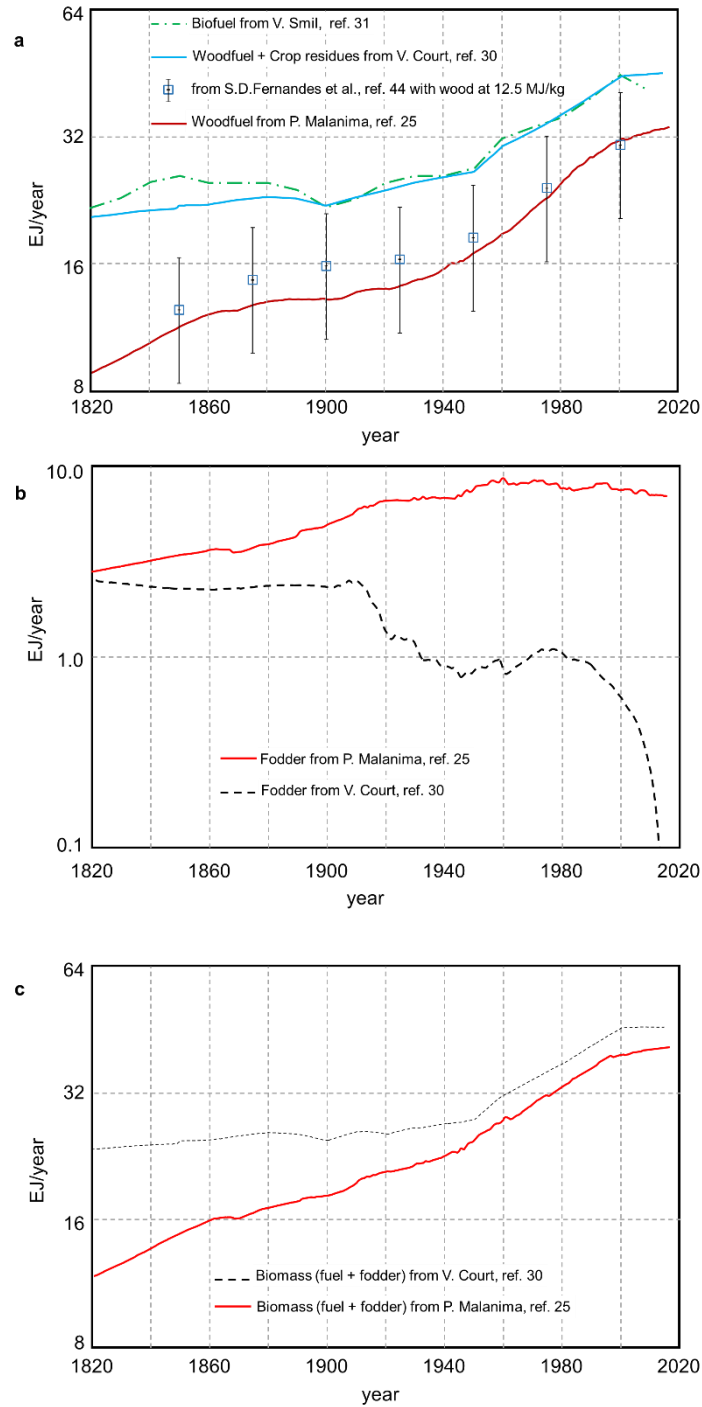 64
a
Biofuel from V. Smil, ref. 31
Woodfuel + Crop residues from V. Court, ref. 30
from S.D.Fernandes et al., ref. 44 with wood at 12.5 MJ/kg
Woodfuel from P. Malanima, ref. 25
32
EJ/year
16
8
1820 1860 1900 1940 1980 2020
year
10.0
b
EJ/year
1.0
Fodder from P. Malanima, ref. 25
Fodder from V. Court, ref. 30
0.1
1820 1860 1900 1940 1980 2020
year
64
c
32
EJ/year
16
Biomass (fuel + fodder) from V. Court, ref. 30
Biomass (fuel + fodder) from P. Malanima, ref. 25
8
1820 1860 1900 1940 1980 2020
year